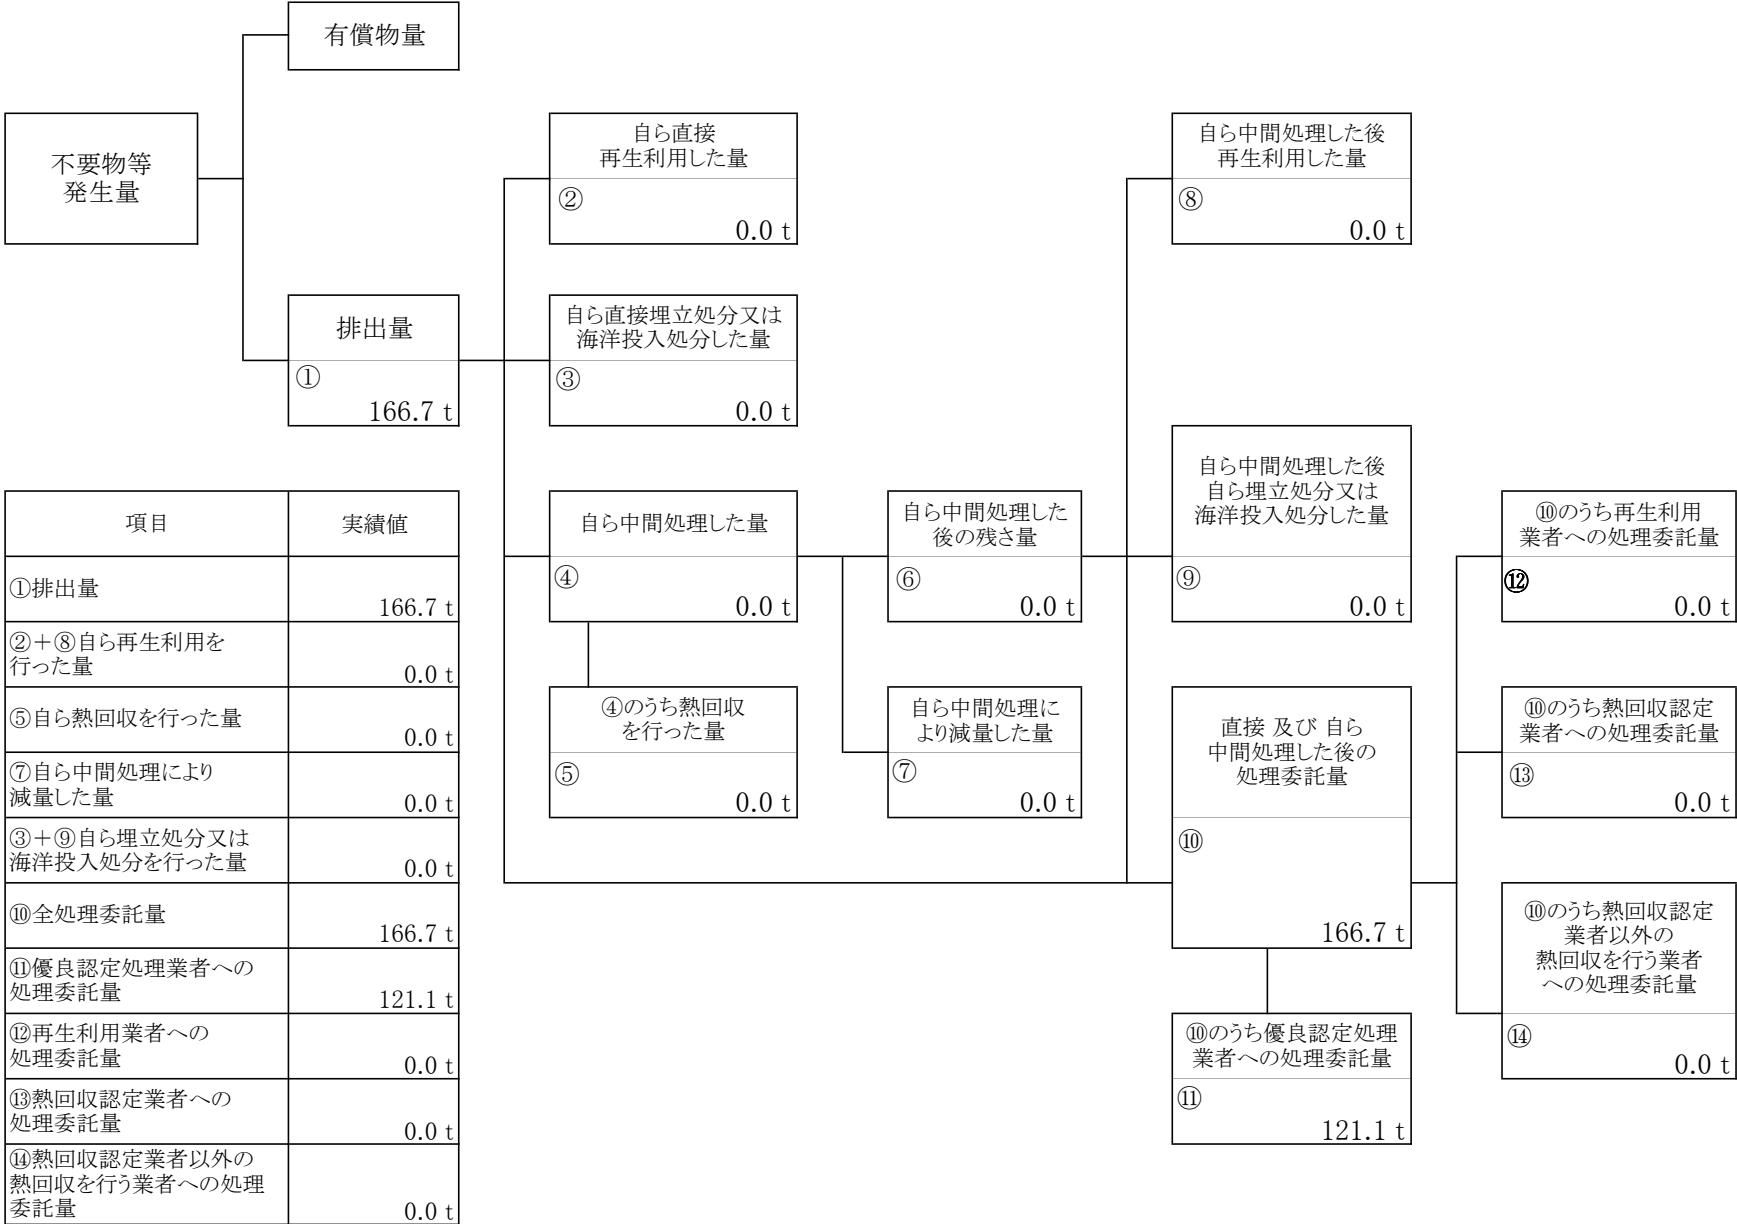 有償物量
不要物等
発生量
自ら直接
再生利用した量
②
0.0 t
自ら中間処理した後
再生利用した量
⑧
0.0 t
排出量
①
166.7 t
自ら直接埋立処分又は
海洋投入処分した量
③
0.0 t
自ら中間処理した量
④
0.0 t
自ら中間処理した
後の残さ量
⑥
0.0 t
自ら中間処理した後
自ら埋立処分又は
海洋投入処分した量
⑨
0.0 t
⑩のうち再生利用
業者への処理委託量
⑫
0.0 t
④のうち熱回収
を行った量
⑤
0.0 t
自ら中間処理に
より減量した量
⑦
0.0 t
直接 及び 自ら
中間処理した後の
処理委託量
⑩
166.7 t
⑩のうち熱回収認定
業者への処理委託量
⑬
0.0 t
⑩のうち熱回収認定
業者以外の
熱回収を行う業者
への処理委託量
⑭
0.0 t
⑩のうち優良認定処理
業者への処理委託量
⑪
121.1 t
項目 実績値
①排出量
166.7 t
②＋⑧自ら再生利用を
行った量
0.0 t
⑤自ら熱回収を行った量
0.0 t
⑦自ら中間処理により
減量した量
0.0 t
③＋⑨自ら埋立処分又は
海洋投入処分を行った量
0.0 t
⑩全処理委託量
166.7 t
⑪優良認定処理業者への
処理委託量
121.1 t
⑫再生利用業者への
処理委託量
0.0 t
⑬熱回収認定業者への
処理委託量
0.0 t
⑭熱回収認定業者以外の
熱回収を行う業者への処理
委託量
0.0 t